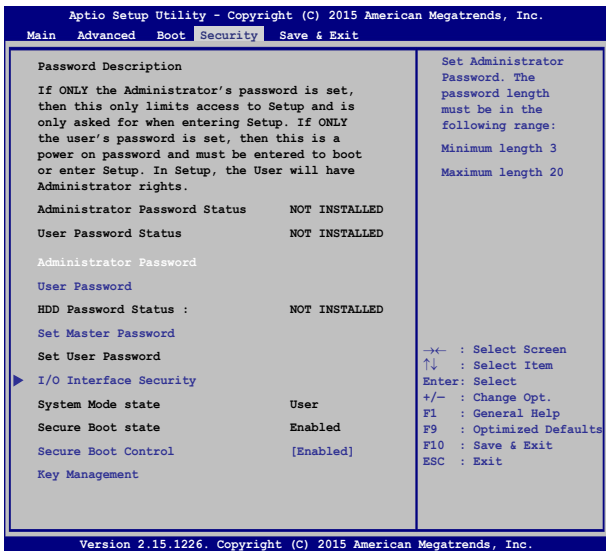 Aptio Setup Utility - Copyright (C) 2015 American Megatrends, Inc.
Main Advanced Boot Security Save & Exit
Password Description
If ONLY the Administrator's password is set,
then this only limits access to Setup and is
only asked for when entering Setup. If ONLY
the user's password is set, then this is a
power on password and must be entered to boot
or enter Setup. In Setup, the User will have
Administrator rights.
Administrator Password Status NOT INSTALLED
User Password Status NOT INSTALLED
Administrator Password
User Password
HDD Password Status : NOT INSTALLED
Set Master Password
Set User Password
I/O Interface Security
System Mode state User
Secure Boot state Enabled
Secure Boot Control [Enabled]
Key Management
Set Administrator
Password. The
password length
must be in the
following range:
Minimum length 3
Maximum length 20
→← : Select Screen
↑↓ : Select Item
Enter: Select
+/— : Change Opt.
F1 : General Help
F9 : Optimized Defaults
F10 : Save & Exit
ESC : Exit
Version 2.15.1226. Copyright (C) 2015 American Megatrends, Inc.